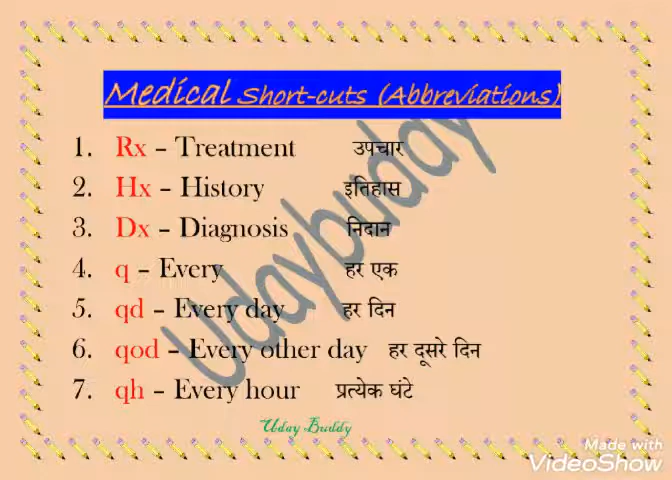 Medical Short-cuts (Abbreviations)
1. Rx – Treatment उपचार
2. Hx – History इतिहास
3. Dx – Diagnosis निदान
4. q – Every हर एक
5. qd – Every day हर दिन
6. qod – Every other day हर दूसरे दिन
7. qh – Every hour प्रत्येक घंटे
Udaybudday
Uday Buddy
Made with
VideoShow